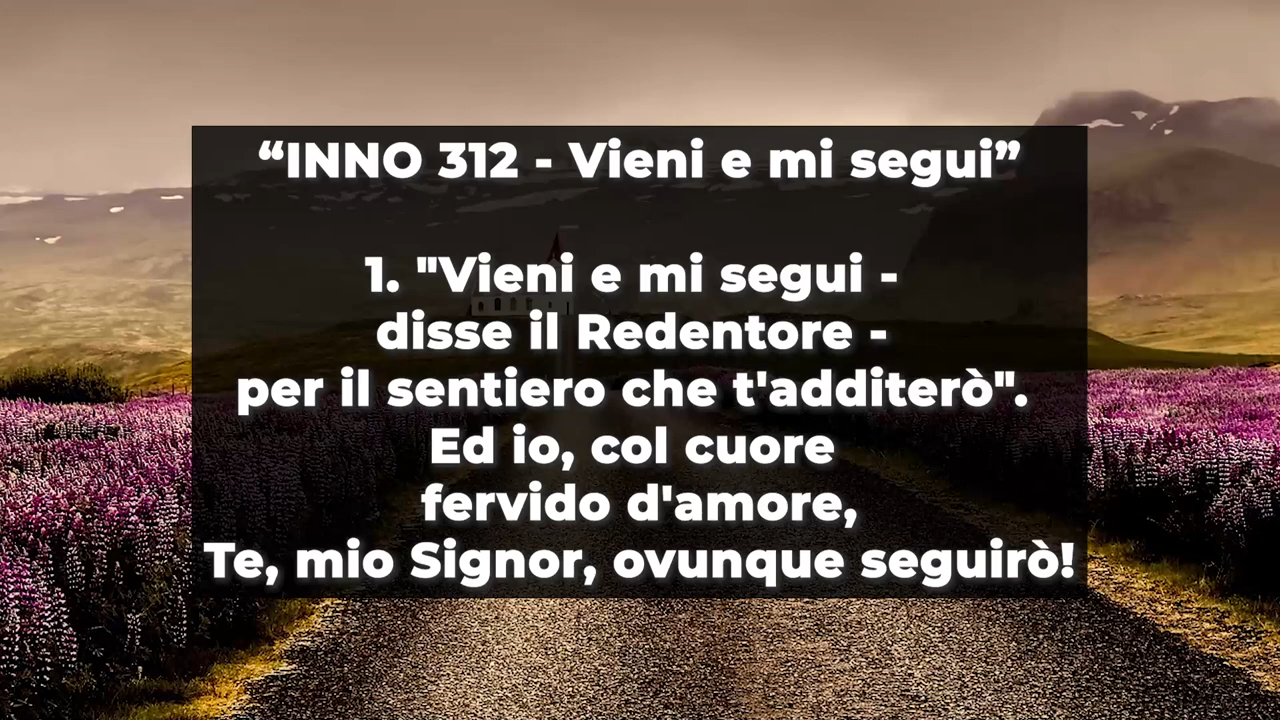 “INNO 312 - Vieni e mi segui”
1. "Vieni e mi segui -
disse il Redentore -
per il sentiero che t'additerò".
Ed io, col cuore
fervido d'amore,
Te, mio Signor, ovunque seguirò!